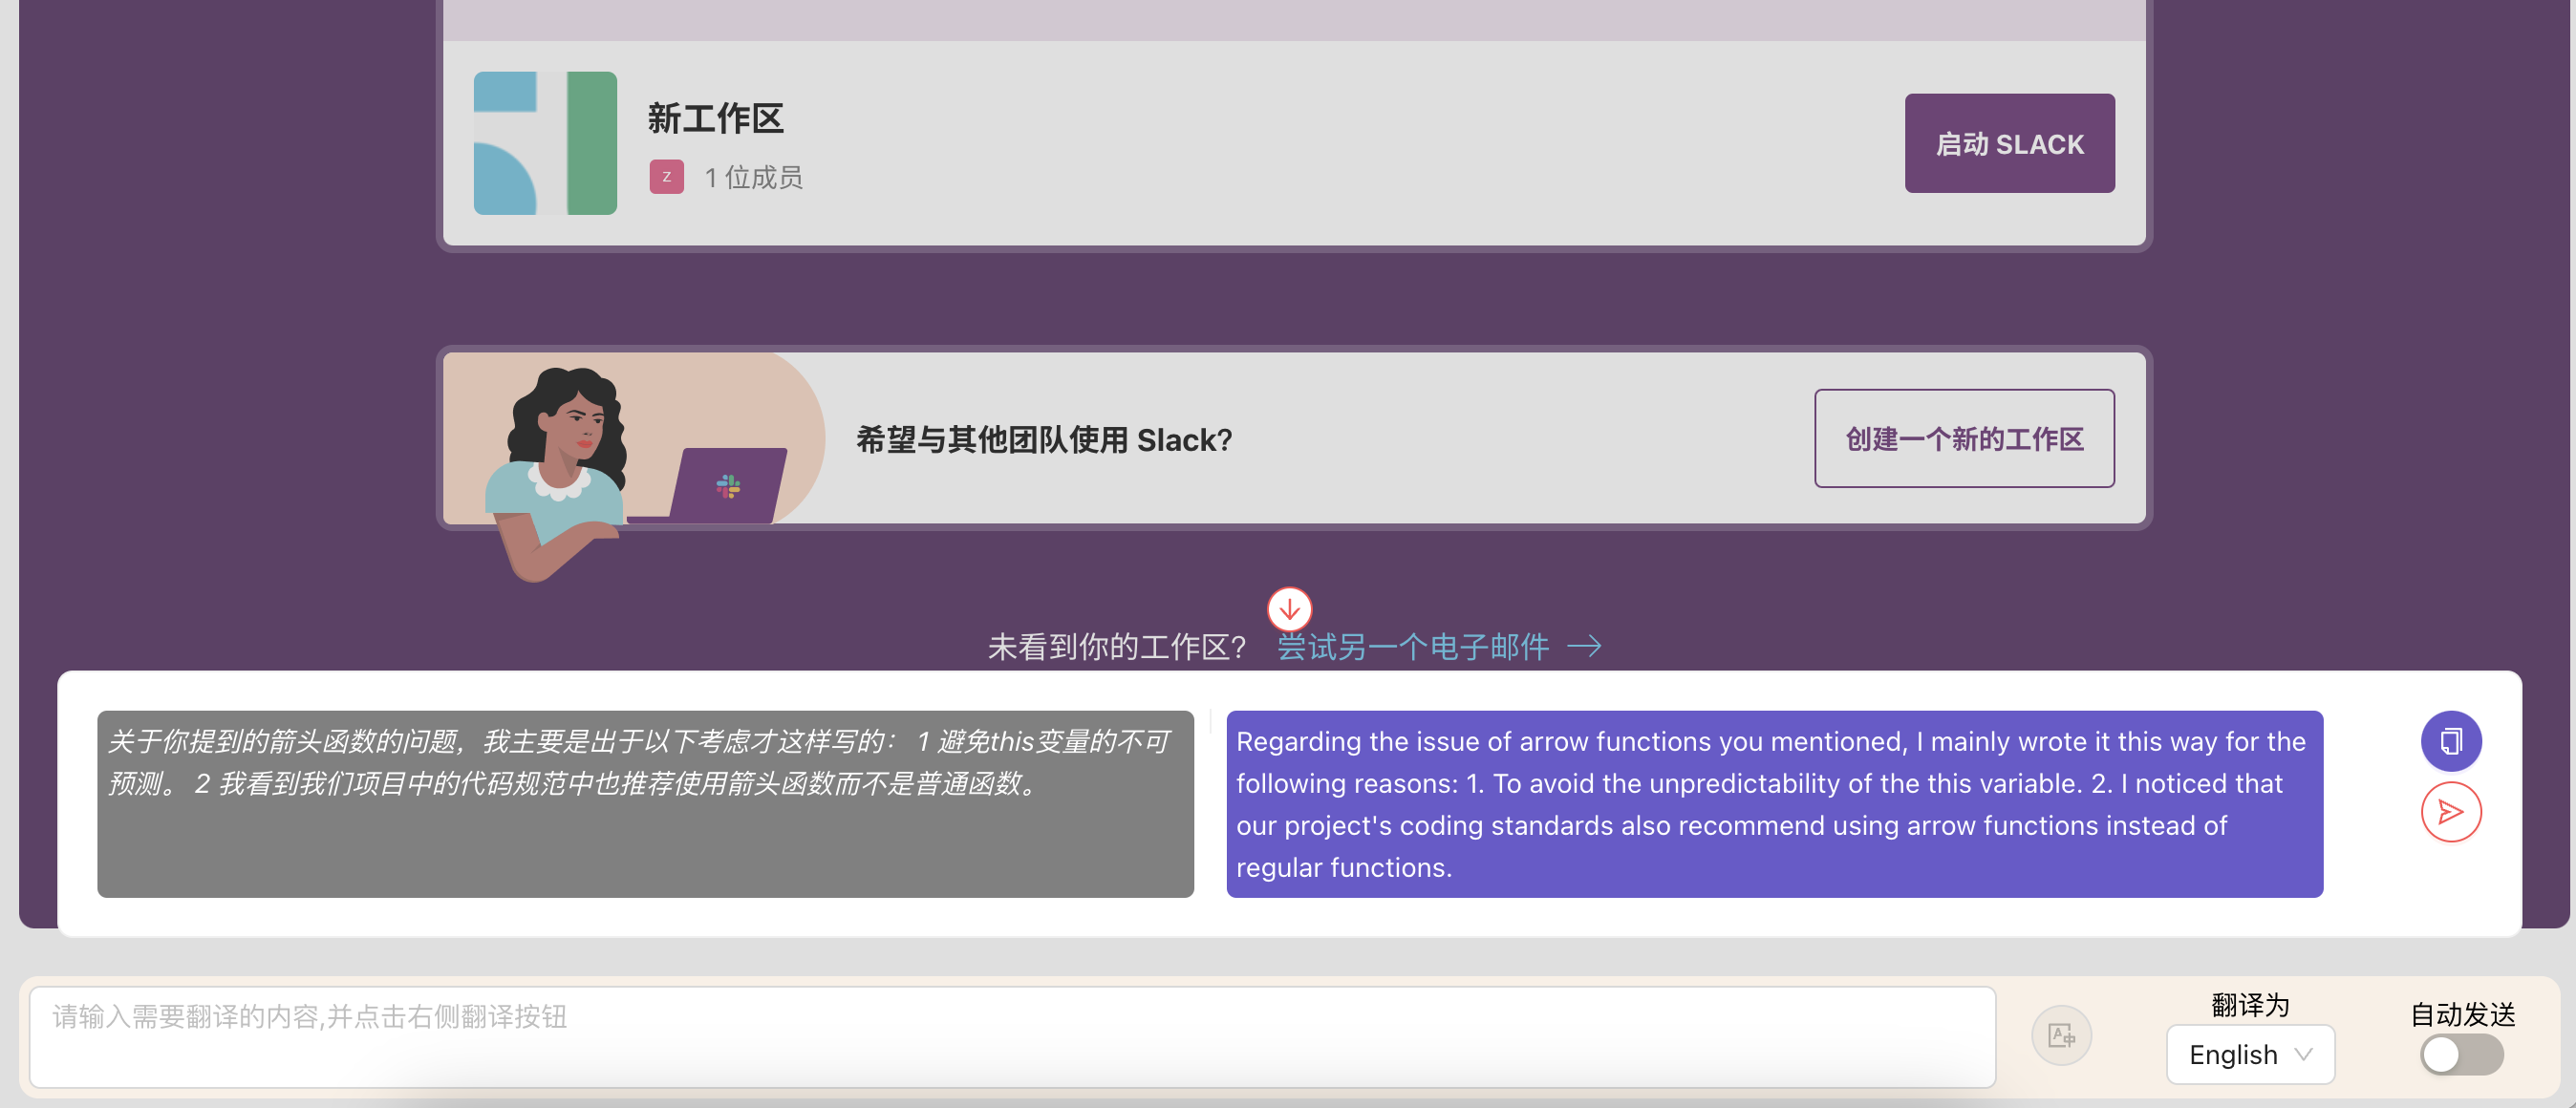 新工作区
z 1 位成员
启动 SLACK
希望与其他团队使用 Slack?
创建一个新的工作区
未看到你的工作区? 尝试另一个电子邮件
关于你提到的箭头函数的问题，我主要是出于以下考虑才这样写的： 1 避免this变量的不可
预测。 2 我看到我们项目中的代码规范中也推荐使用箭头函数而不是普通函数。
Regarding the issue of arrow functions you mentioned, I mainly wrote it this way for the
following reasons: 1. To avoid the unpredictability of the this variable. 2. I noticed that
our project's coding standards also recommend using arrow functions instead of
regular functions.
请输入需要翻译的内容,并点击右侧翻译按钮
翻译为
English
自动发送